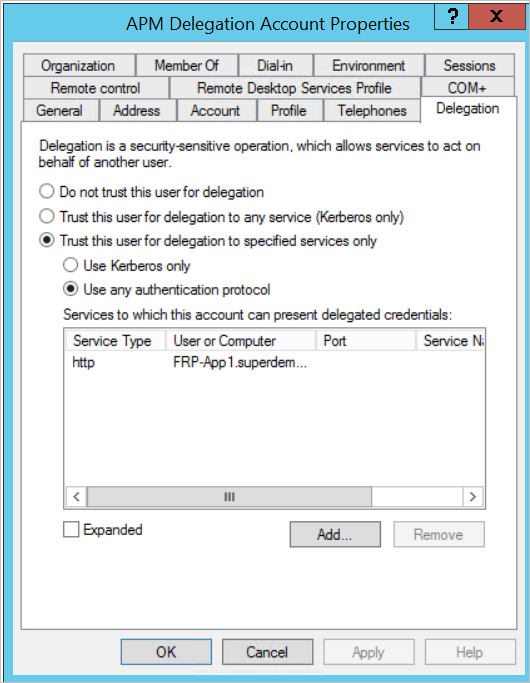 APM Delegation Account Properties
?
X
Organization Member Of Dial-in Environment Sessions
Remote control Remote Desktop Services Profile COM+
General Address Account Profile Telephones Delegation
Delegation is a security-sensitive operation, which allows services to act on
behalf of another user.
Do not trust this user for delegation
Trust this user for delegation to any service (Kerberos only)
Trust this user for delegation to specified services only
Use Kerberos only
Use any authentication protocol
Services to which this account can present delegated credentials:
Service Type User or Computer Port Service Na
http FRP-App1.superdem...
Expanded
Add... Remove
OK Cancel Apply Help